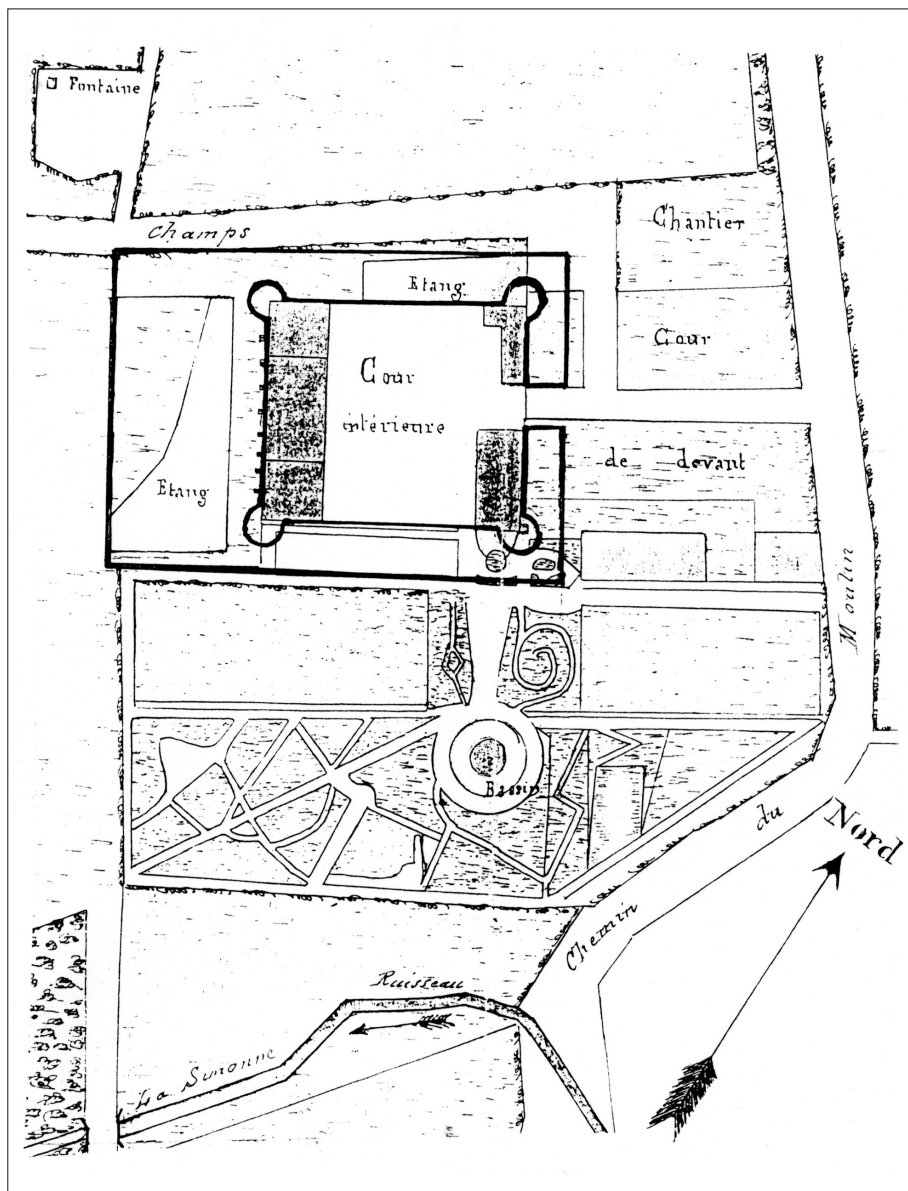 Fontaine
Champs
Chantier
Etang
Cour
Cour
intérieure
de devant
Etang
Moulin
Bassin
du
Nord
Chemin
Ruisseau
La Suronne